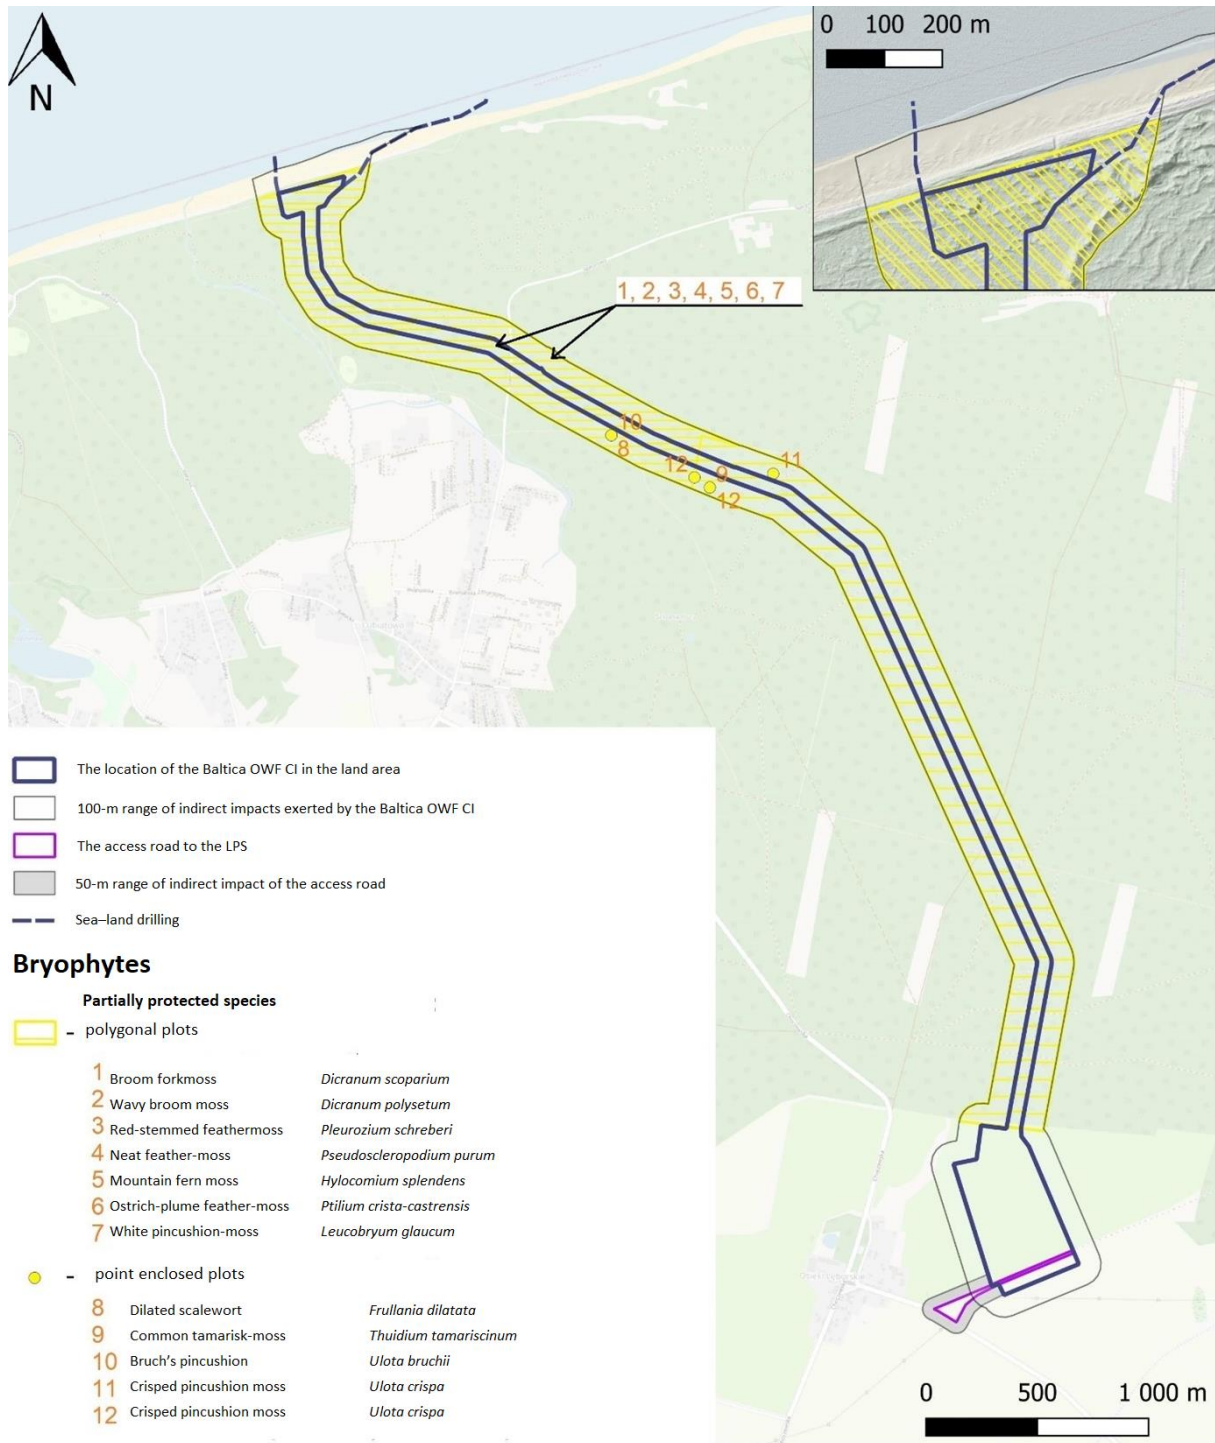 N
0 100 200 m
1, 2, 3, 4, 5, 6, 7
10
8
12
9
12
11
The location of the Baltica OWF CI in the land area
100-m range of indirect impacts exerted by the Baltica OWF CI
The access road to the LPS
50-m range of indirect impact of the access road
Sea–land drilling
Bryophytes
Partially protected species
- polygonal plots
1 Broom forkmoss Dicranum scoparium
2 Wavy broom moss Dicranum polysetum
3 Red-stemmed feathermoss Pleurozium schreberi
4 Neat feather-moss Pseudoscleropodium purum
5 Mountain fern moss Hylocomium splendens
6 Ostrich-plume feather-moss Ptilium crista-castrensis
7 White pincushion-moss Leucobryum glaucum
- point enclosed plots
8 Dilated scalewort Frullania dilatata
9 Common tamarisk-moss Thuidium tamariscinum
10 Bruch's pincushion Ulota bruchii
11 Crisped pincushion moss Ulota crispa
12 Crisped pincushion moss Ulota crispa
0 500 1 000 m